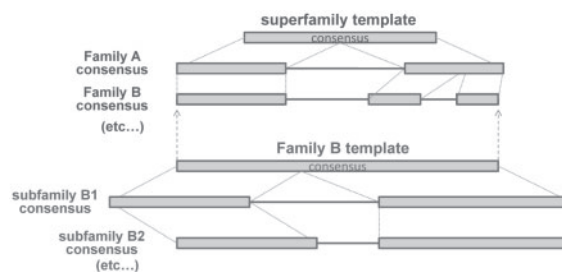 superfamily template
consensus
Family A
consensus
Family B
consensus
(etc...)
Family B template
consensus
subfamily B1
consensus
subfamily B2
consensus
(etc...)